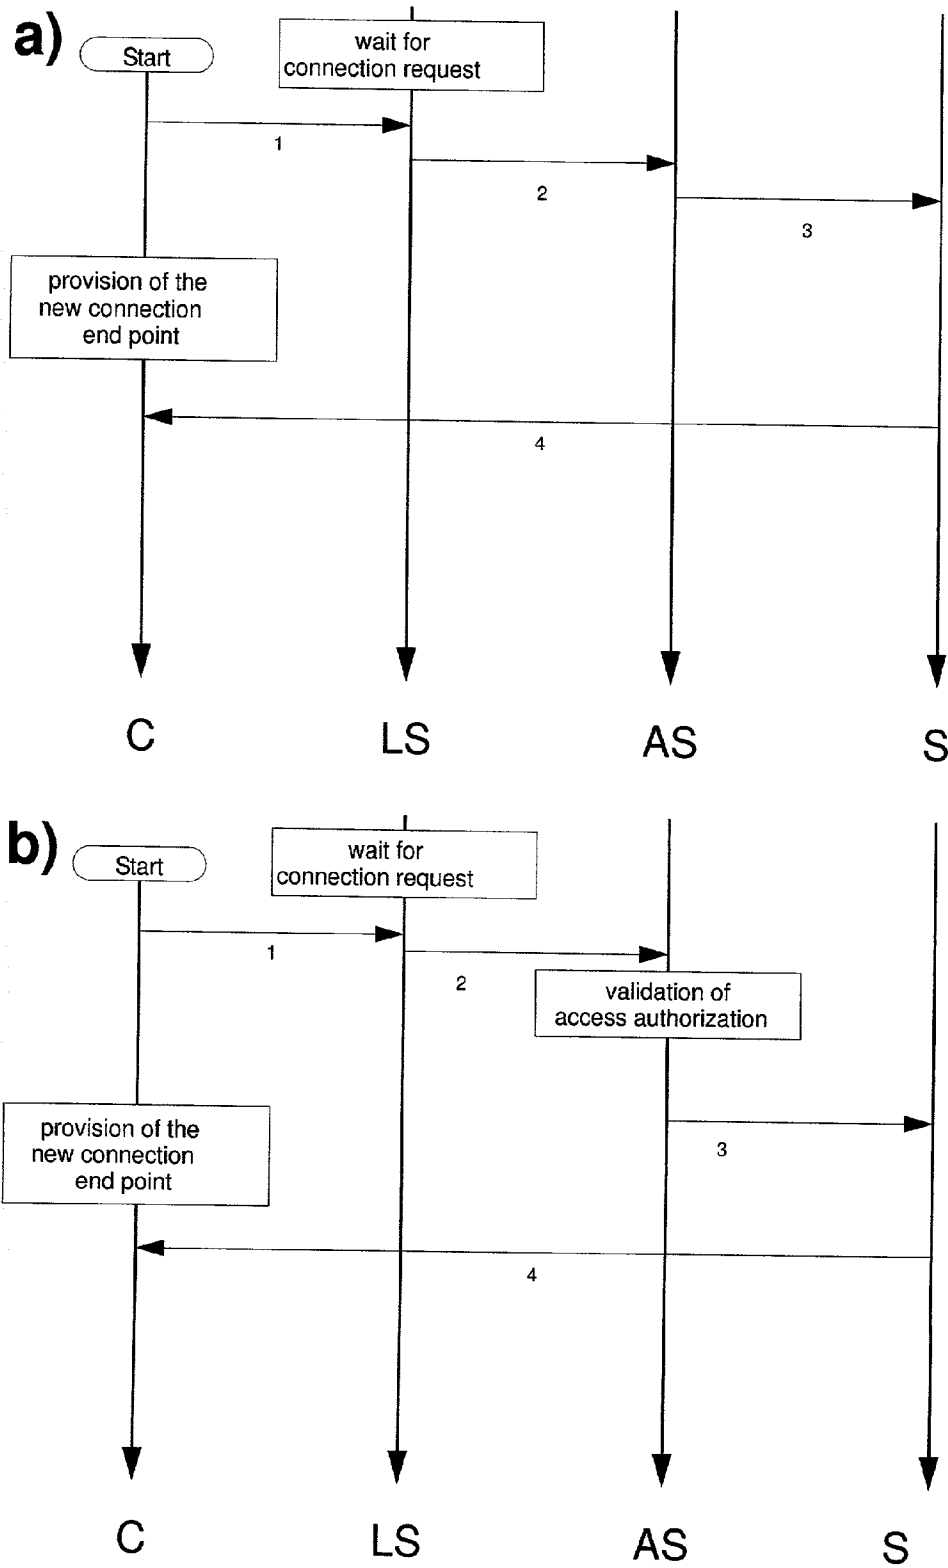 a)
Start
wait for
connection request
1
2
3
provision of the
new connection
end point
4
C
LS
AS
S
b)
Start
wait for
connection request
1
2
validation of
access authorization
3
provision of the
new connection
end point
4
C
LS
AS
S